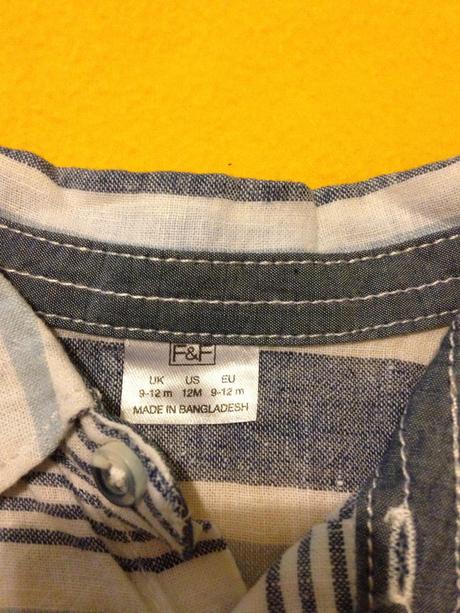 F&F
UK US EU
9-12 m 12M 9-12 m
MADE IN BANGLADESH